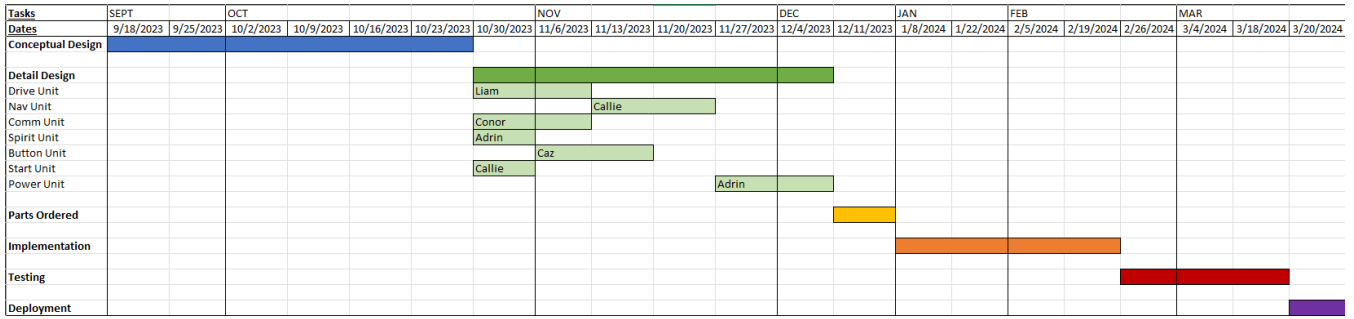 Tasks SEPT OCT NOV DEC JAN FEB MAR
Dates 9/18/2023 9/25/2023 10/2/2023 10/9/2023 10/16/2023 10/23/2023 10/30/2023 11/6/2023 11/13/2023 11/20/2023 11/27/2023 12/4/2023 12/11/2023 1/8/2024 1/22/2024 2/5/2024 2/19/2024 2/26/2024 3/4/2024 3/18/2024 3/20/2024
Conceptual Design
Detail Design
Drive Unit Liam
Nav Unit Callie
Comm Unit Conor
Spirit Unit Adrin
Button Unit Caz
Start Unit Callie
Power Unit Adrin
Parts Ordered
Implementation
Testing
Deployment